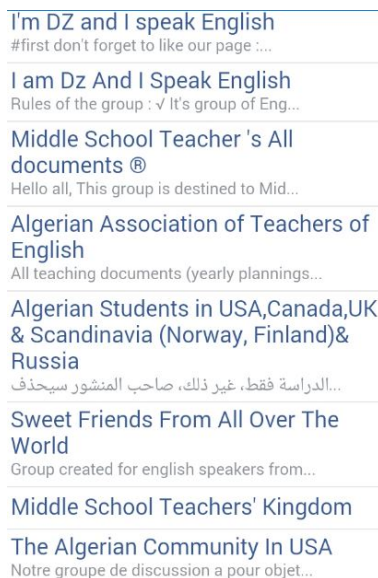 I'm DZ and I speak English
#first don't forget to like our page :...
I am Dz And I Speak English
Rules of the group : √ It's group of Eng...
Middle School Teacher 's All
documents ®
Hello all, This group is destined to Mid...
Algerian Association of Teachers of
English
All teaching documents (yearly plannings...
Algerian Students in USA,Canada,UK
& Scandinavia (Norway, Finland)&
Russia
الدراسة فقط، غير ذلك، صاحب المنشور سيحذف...
Sweet Friends From All Over The
World
Group created for english speakers from...
Middle School Teachers' Kingdom
The Algerian Community In USA
Notre groupe de discussion a pour objet...